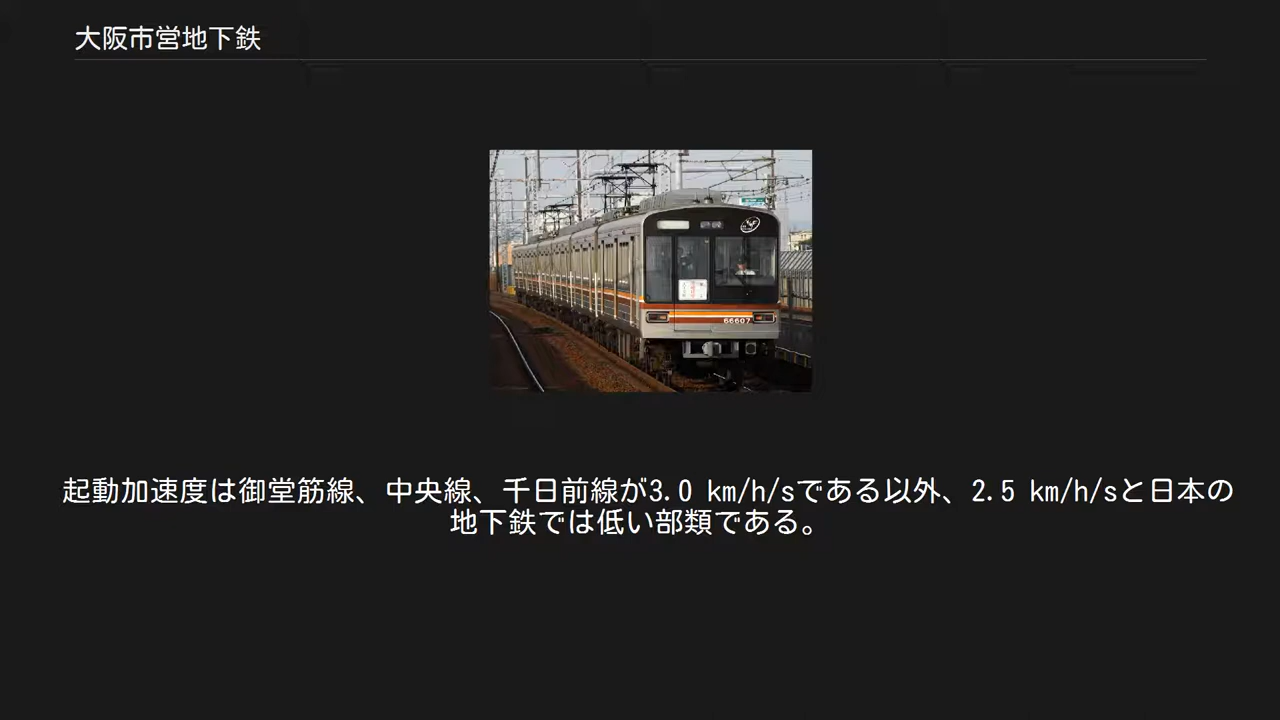 大阪市営地下鉄
66607
起動加速度は御堂筋線、中央線、千日前線が3.0 km/h/sである以外、2.5 km/h/sと日本の
地下鉄では低い部類である。